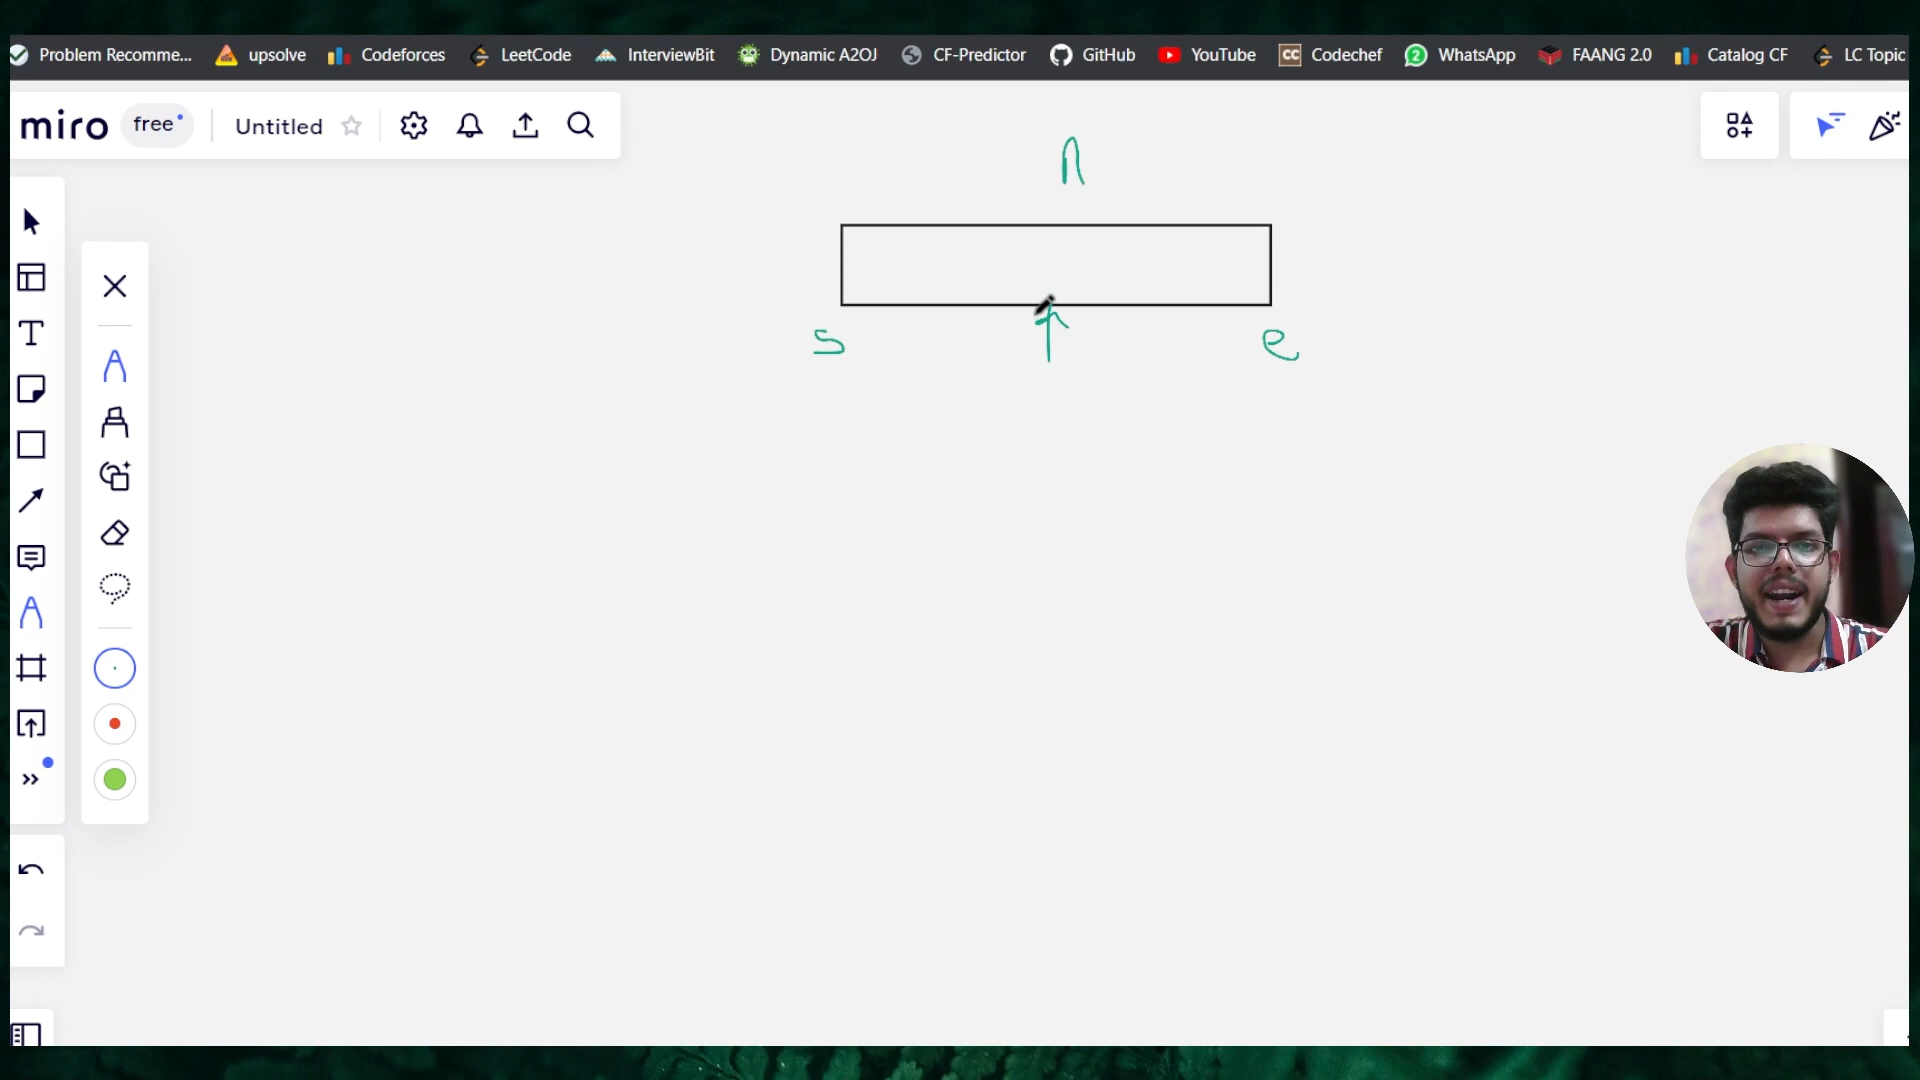 Problem Recomme... upsolve Codeforces LeetCode InterviewBit Dynamic A2OJ CF-Predictor GitHub YouTube Codechef 2 WhatsApp FAANG 2.0 Catalog CF LC Topic
miro free Untitled
n
s e